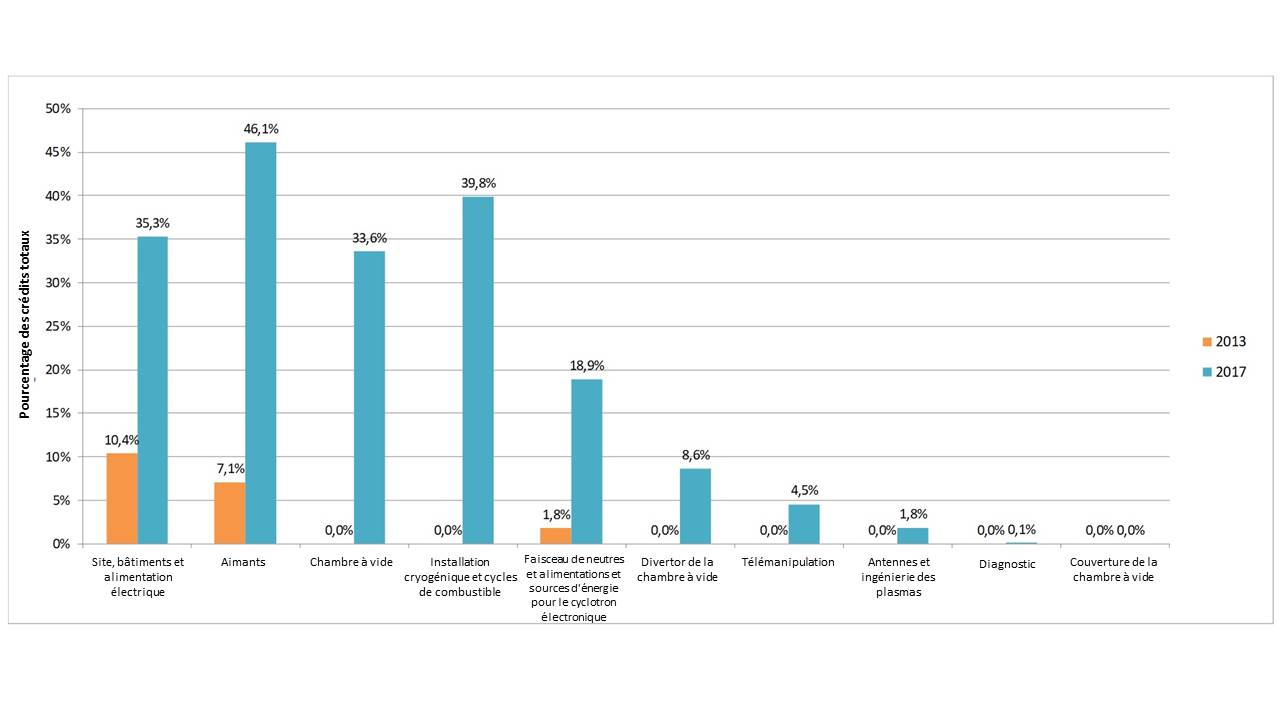 Pourcentage des crédits totaux
50%
45%
40%
35%
30%
25%
20%
15%
10%
5%
0%
10,4%
35,3%
7,1%
46,1%
0,0%
33,6%
0,0%
39,8%
1,8%
18,9%
0,0%
8,6%
0,0%
4,5%
0,0%
1,8%
0,0%
0,1%
0,0%
0,0%
Site, bâtiments et
alimentation
électrique
Aimants
Chambre à vide
Installation
cryogénique et cycles
de combustible
Faisceau de neutres
et alimentations et
sources d'énergie
pour le cyclotron
électronique
Divertor de la
chambre à vide
Télémanipulation
Antennes et
ingénierie des
plasmas
Diagnostic
Couverture de la
chambre à vide
2013
2017